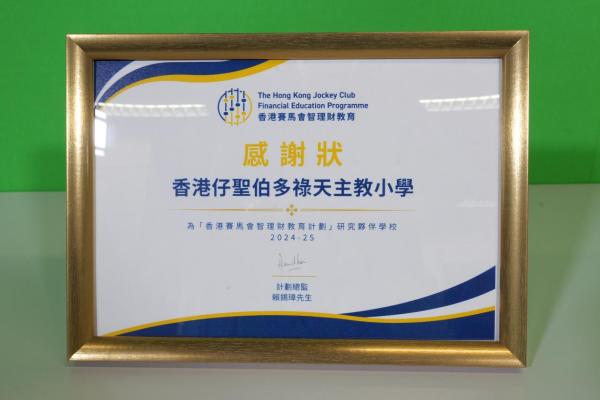 The Hong Kong Jockey Club
Financial Education Programme
香港賽馬會智理財教育
感謝狀
香港仔聖伯多祿天主教小學
為「香港賽馬會智理財教育計劃」研究夥伴學校
2024-25
計劃總監
賴錫璋先生